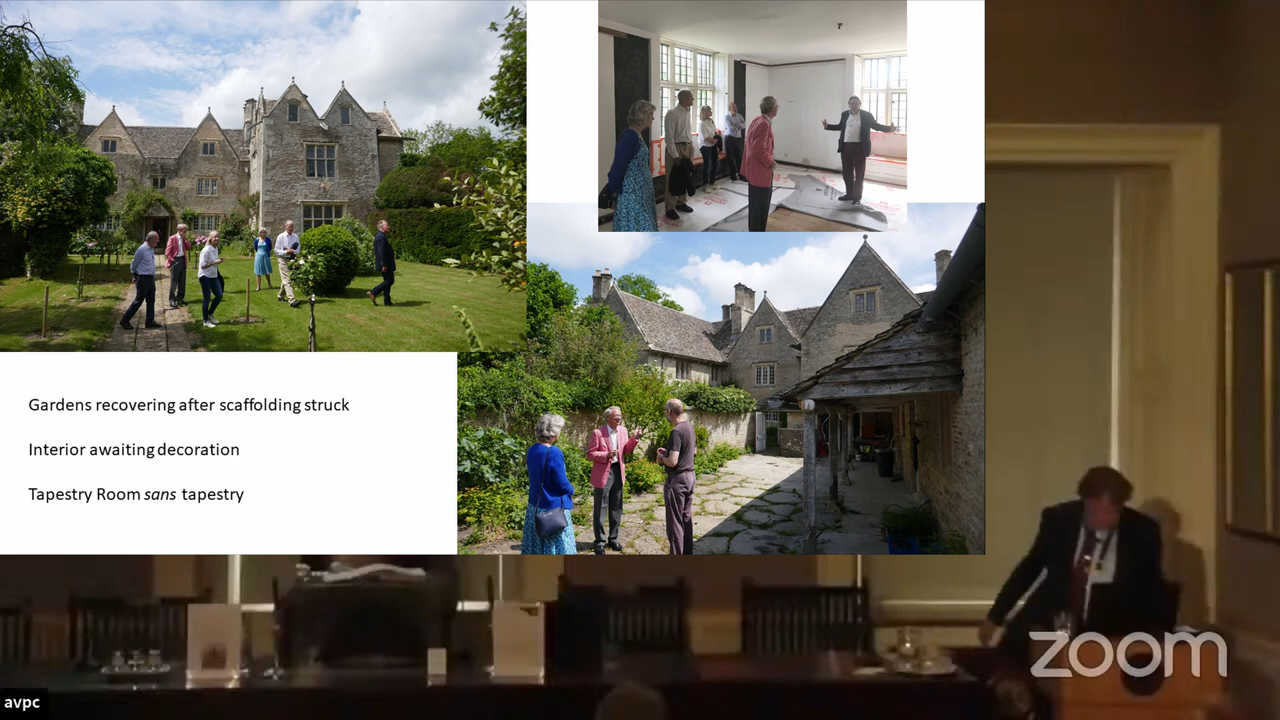 Gardens recovering after scaffolding struck
Interior awaiting decoration
Tapestry Room sans tapestry
zoom
avpc